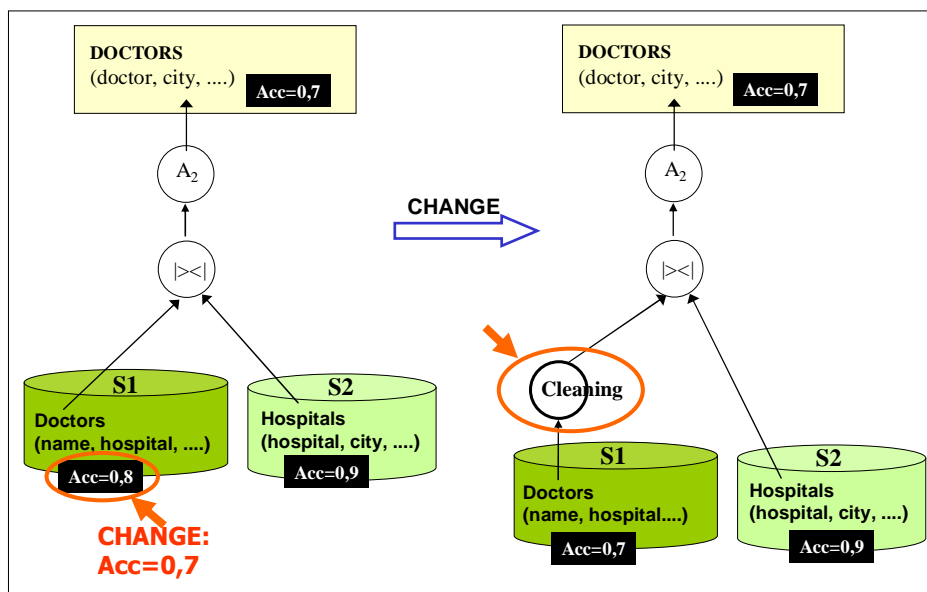 DOCTORS
(doctor, city, ....)
Acc=0,7
A2
|><|
S1
Doctors
(name, hospital, ....)
Acc=0,8
CHANGE:
Acc=0,7
S2
Hospitals
(hospital, city, ....)
Acc=0,9
CHANGE
DOCTORS
(doctor, city, ....)
Acc=0,7
A2
|><|
Cleaning
S1
Doctors
(name, hospital....)
Acc=0,7
S2
Hospitals
(hospital, city, ....)
Acc=0,9